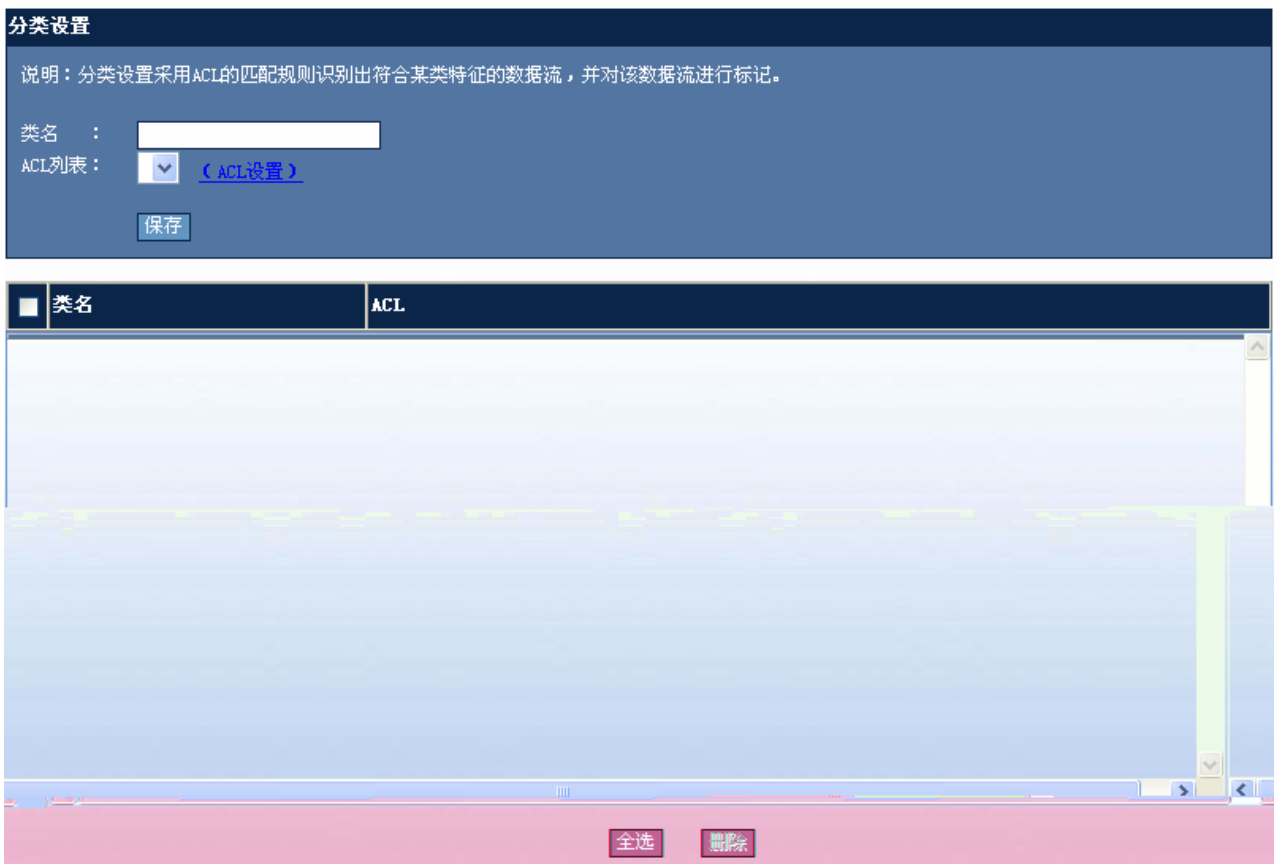 分类设置
说明：分类设置采用ACL的匹配规则识别出符合某类特征的数据流，并对该数据流进行标记。
类名 ：
ACL列表： （ACL设置）
保存
类名 ACL
全选 删除